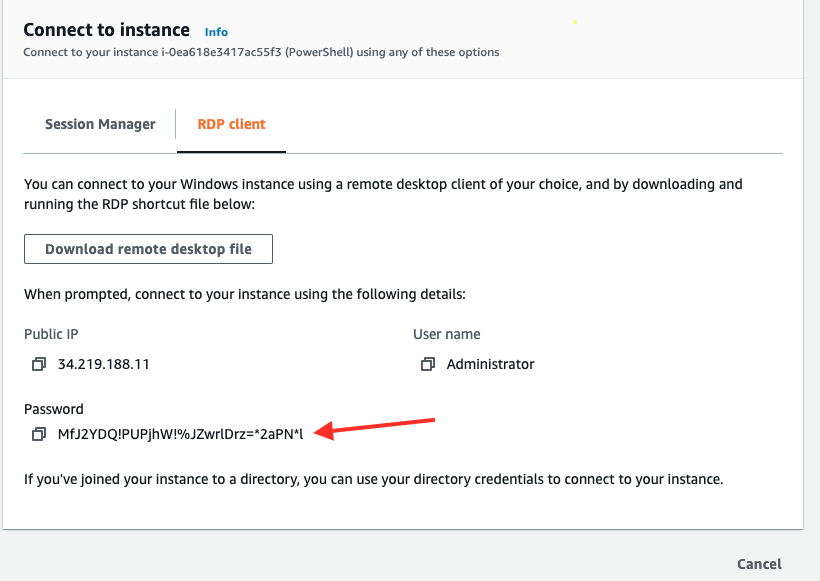 Connect to instance Info
Connect to your instance i-0ea618e3417ac55f3 (PowerShell) using any of these options
Session Manager RDP client
You can connect to your Windows instance using a remote desktop client of your choice, and by downloading and
running the RDP shortcut file below:
Download remote desktop file
When prompted, connect to your instance using the following details:
Public IP User name
34.219.188.11 Administrator
Password
MfJ2YDQ!PUPjhW!%JZwrlDrz=*2aPN*l
If you've joined your instance to a directory, you can use your directory credentials to connect to your instance.
Cancel